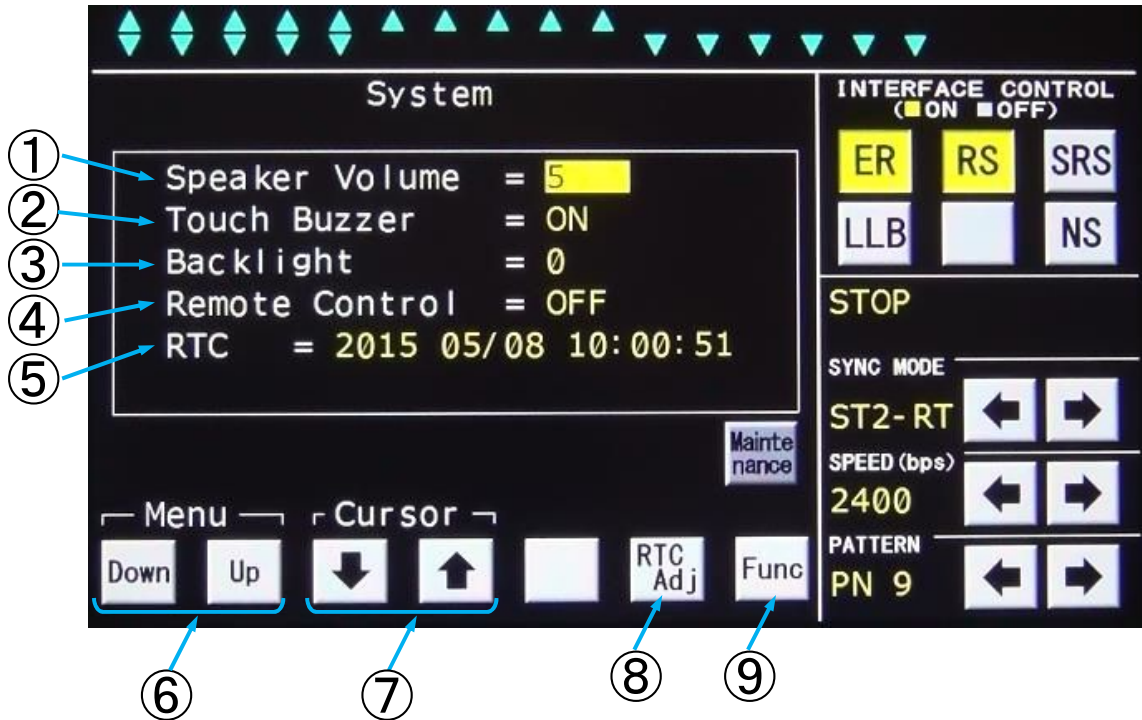 System
① Speaker Volume = 5
② Touch Buzzer = ON
③ Backlight = 0
④ Remote Control = OFF
⑤ RTC = 2015 05/08 10:00:51
Mainte
nance
Menu
Cursor
Down
Up
RTC
Adj
Func
⑥
⑦
⑧
⑨
INTERFACE CONTROL
(■ON ■OFF)
ER RS SRS
LLB NS
STOP
SYNC MODE
ST2-RT
SPEED(bps)
2400
PATTERN
PN 9